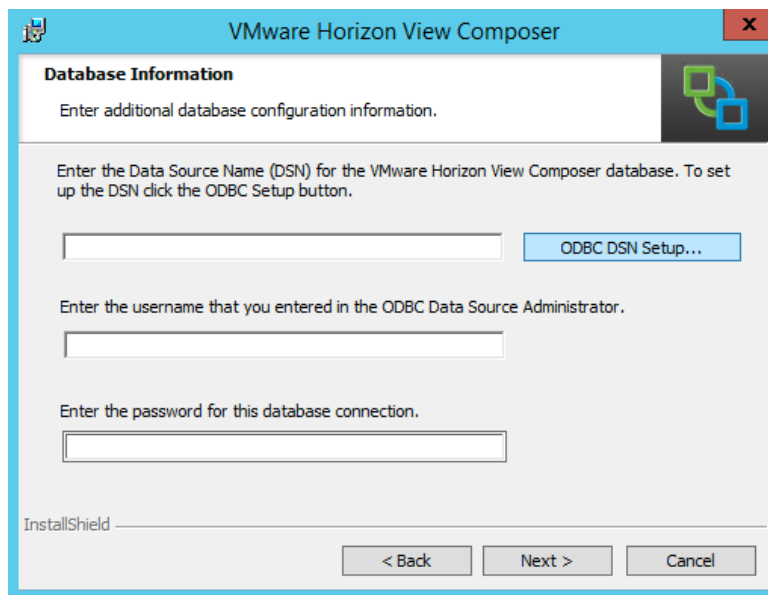 VMware Horizon View Composer
x
Database Information
Enter additional database configuration information.
Enter the Data Source Name (DSN) for the VMware Horizon View Composer database. To set
up the DSN click the ODBC Setup button.
ODBC DSN Setup...
Enter the username that you entered in the ODBC Data Source Administrator.
Enter the password for this database connection.
InstallShield
< Back
Next >
Cancel